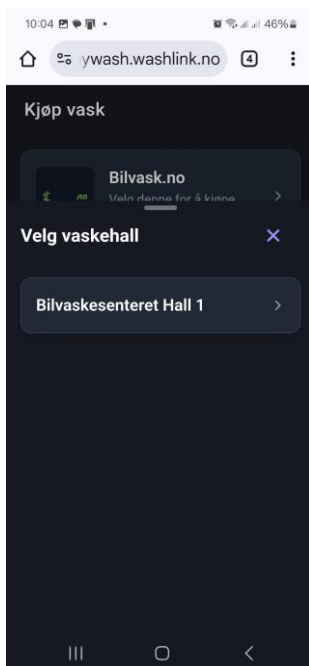 10:04
46%
ywash.washlink.no
4
Kjøp vask
Bilvask.no
Velg denne for å kjøpe
no
Velg vaskehall
Bilvaskesenteret Hall 1